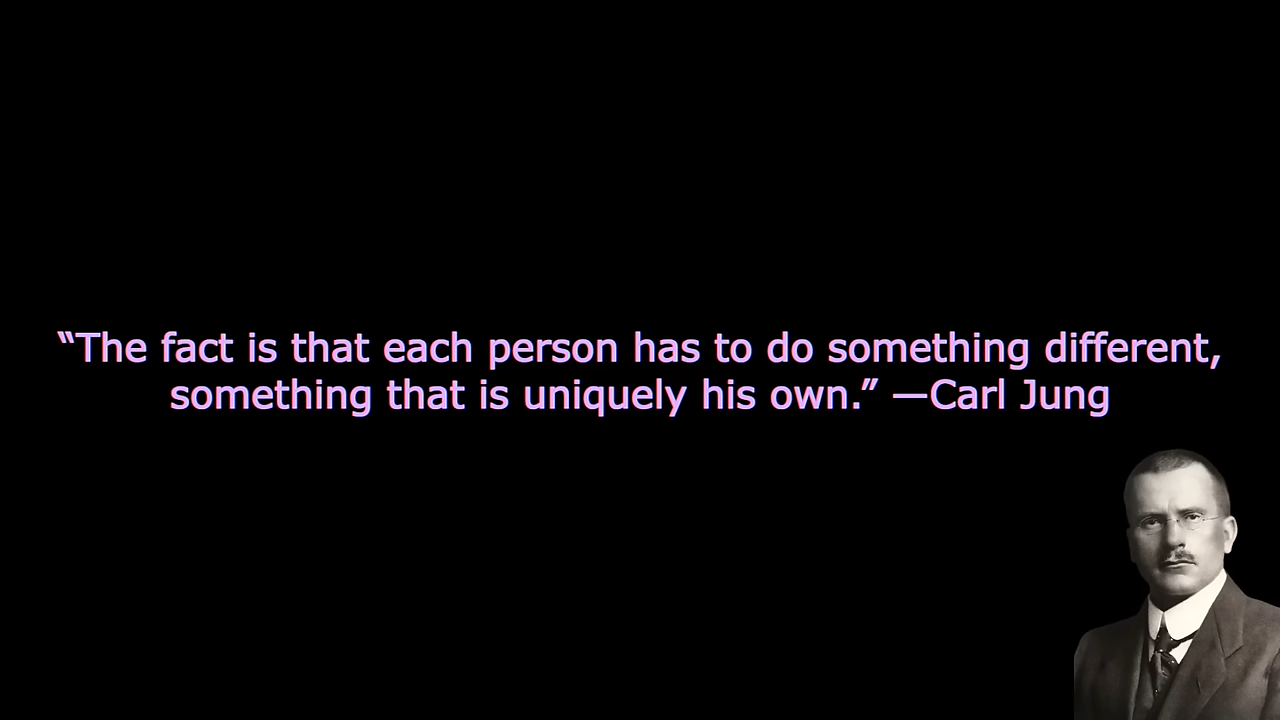 “The fact is that each person has to do something different,
something that is uniquely his own.” —Carl Jung